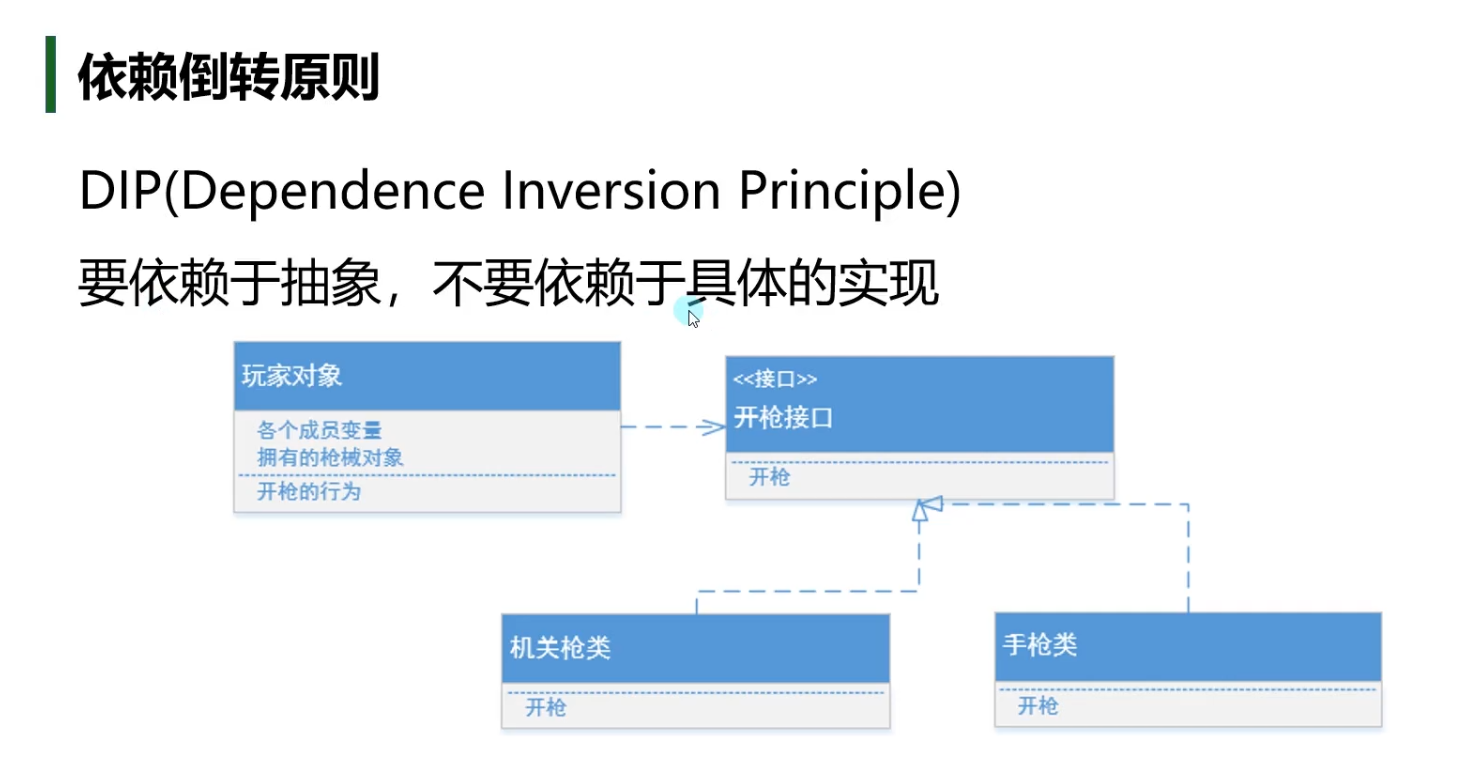 依赖倒转原则
DIP(Dependence Inversion Principle)
要依赖于抽象，不要依赖于具体的实现
玩家对象
各个成员变量
拥有的枪械对象
开枪的行为
<<接口>>
开枪接口
开枪
机关枪类
开枪
手枪类
开枪